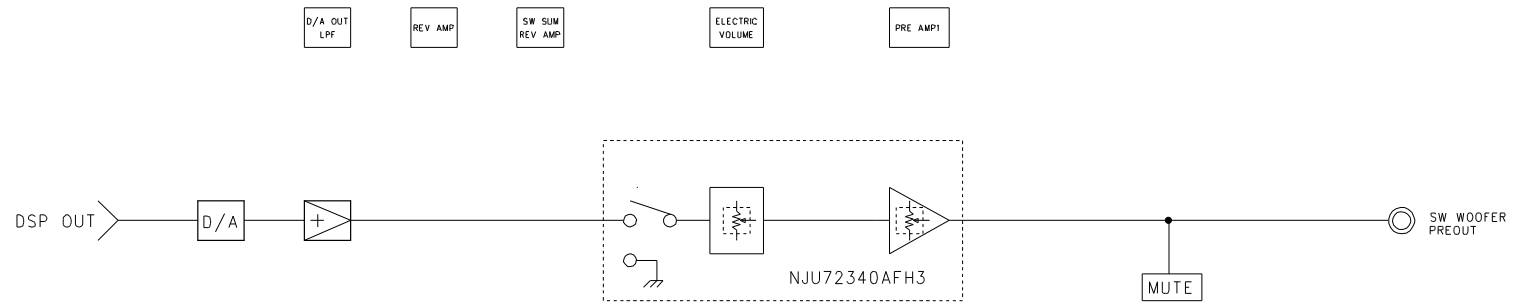 D/A OUT
LPF
REV AMP
SW SUM
REV AMP
ELECTRIC
VOLUME
PRE AMP1
DSP OUT
D/A
+
NJU72340AFH3
MUTE
SW WOOFER
PREOUT